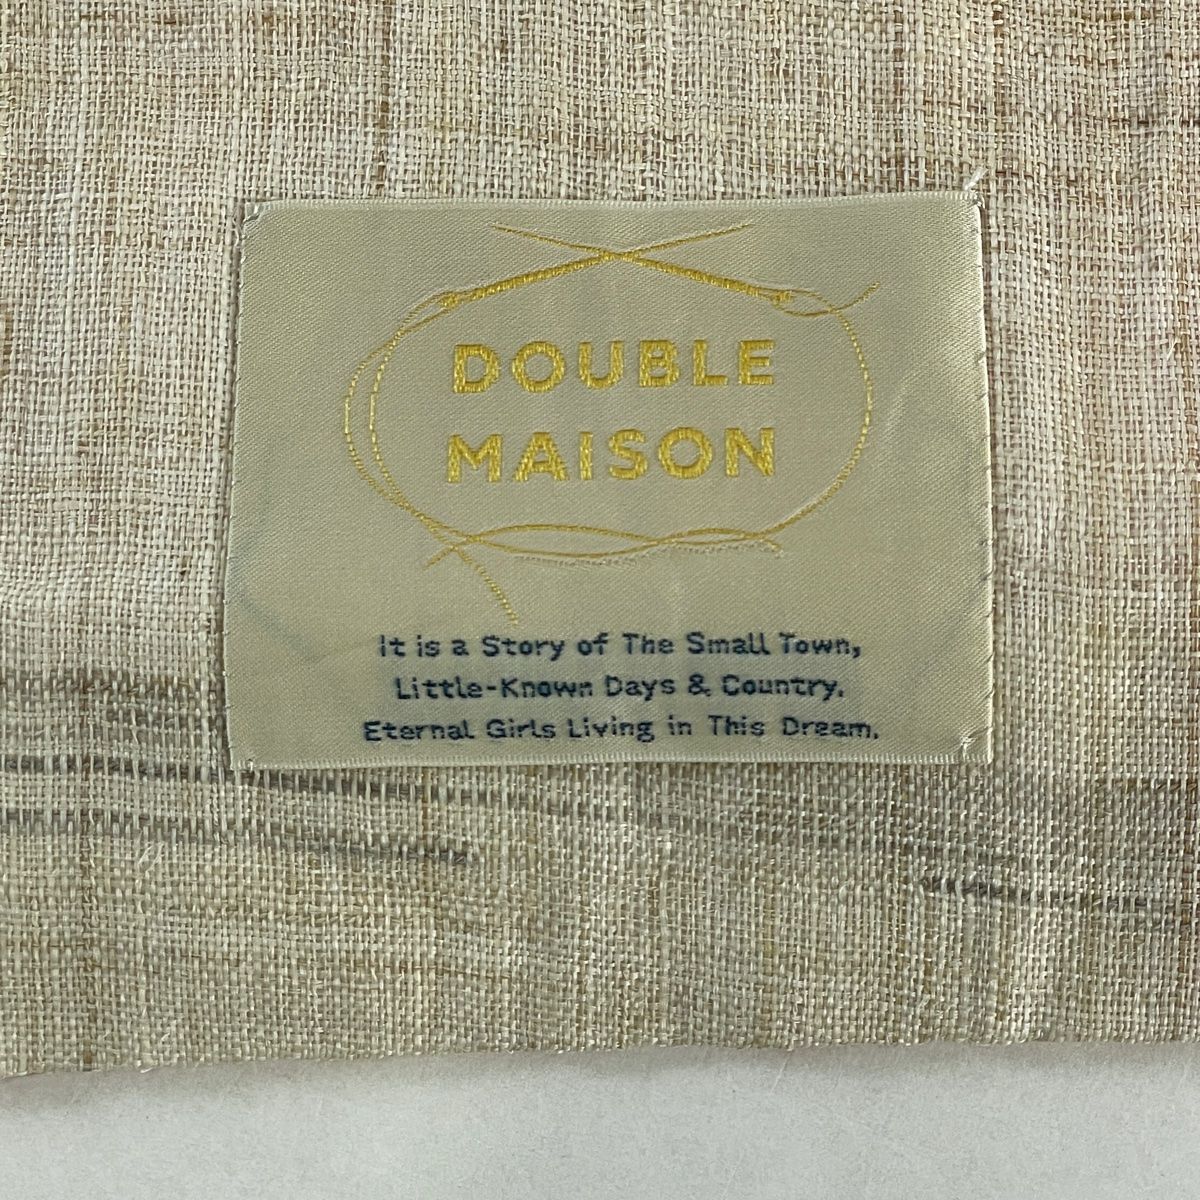 DOUBLE
MAISON
It is a Story of The Small Town,
Little-Known Days & Country.
Eternal Girls Living in This Dream.